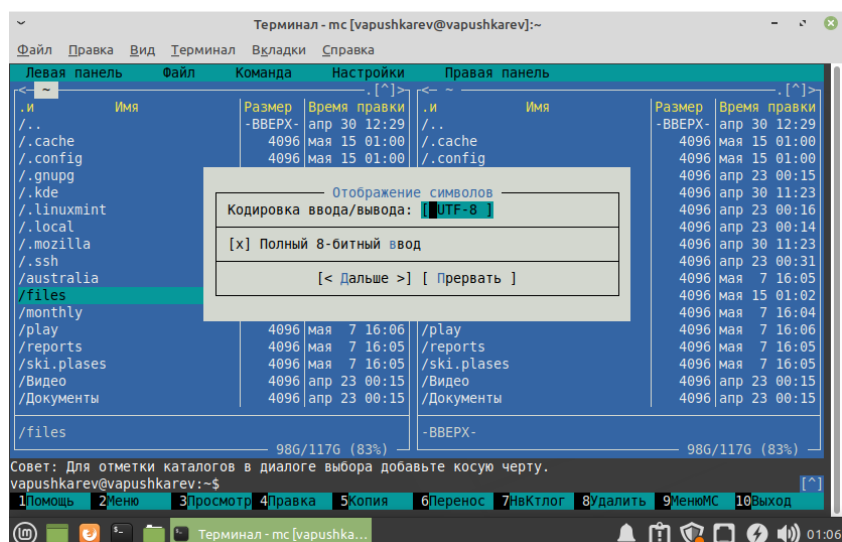 Терминал - mc [vapushkarev@vapushkarev]:~
Файл Правка Вид Терминал Вкладки Справка
Левая панель Файл Команда Настройки Правая панель
<- ~ .[^]> <- ~ .[^]>
.и Имя Размер Время правки .и Имя Размер Время правки
/.. -ВВЕРХ- апр 30 12:29 /.. -ВВЕРХ- апр 30 12:29
/.cache 4096 мая 15 01:00 /.cache 4096 мая 15 01:00
/.config 4096 мая 15 01:00 /.config 4096 мая 15 01:00
/.gnupg 4096 апр 23 00:15
/.kde Отображение символов 4096 апр 30 11:23
/.linuxmint Кодировка ввода/вывода: [ UTF-8 ] 4096 апр 23 00:16
/.local 4096 апр 23 00:14
/.mozilla [x] Полный 8-битный ввод 4096 апр 30 11:23
/.ssh 4096 апр 23 00:31
/australia [< Дальше >] [ Прервать ] 4096 мая 7 16:05
/files 4096 мая 15 01:02
/monthly 4096 мая 7 16:04
/play 4096 мая 7 16:06 /play 4096 мая 7 16:06
/reports 4096 мая 7 16:05 /reports 4096 мая 7 16:05
/ski.plases 4096 мая 7 16:05 /ski.plases 4096 мая 7 16:05
/Видео 4096 апр 23 00:15 /Видео 4096 апр 23 00:15
/Документы 4096 апр 23 00:15 /Документы 4096 апр 23 00:15
/files -ВВЕРХ-
98G/117G (83%) 98G/117G (83%)
Совет: Для отметки каталогов в диалоге выбора добавьте косую черту.
vapushkarev@vapushkarev:~$ [^]
1Помощь 2Меню 3Просмотр 4Правка 5Копия 6Перенос 7НвКтлог 8Удалить 9МенюМС 10Выход
Терминал - mc [vapushka... 01:06